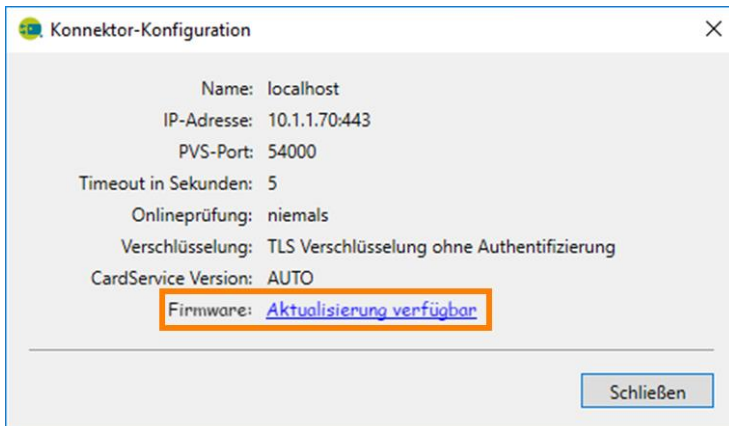 Konnektor-Konfiguration
Name: localhost
IP-Adresse: 10.1.1.70:443
PVS-Port: 54000
Timeout in Sekunden: 5
Onlineprüfung: niemals
Verschlüsselung: TLS Verschlüsselung ohne Authentifizierung
CardService Version: AUTO
Firmware: Aktualisierung verfügbar
Schließen